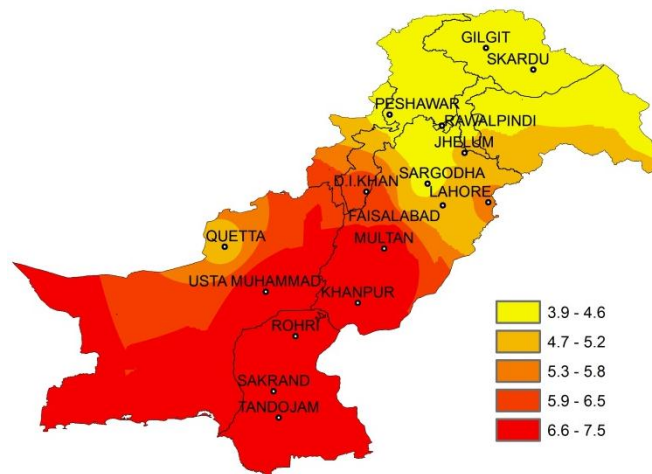 GILGIT
SKARDU
PESHAWAR
RAWALPINDI
JHELUM
D.I.KHAN
SARGODHA
LAHORE
FAISALABAD
QUETTA
MULTAN
USTA MUHAMMAD
KHANPUR
ROHRI
SAKRAND
TANDOJAM
3.9 - 4.6
4.7 - 5.2
5.3 - 5.8
5.9 - 6.5
6.6 - 7.5